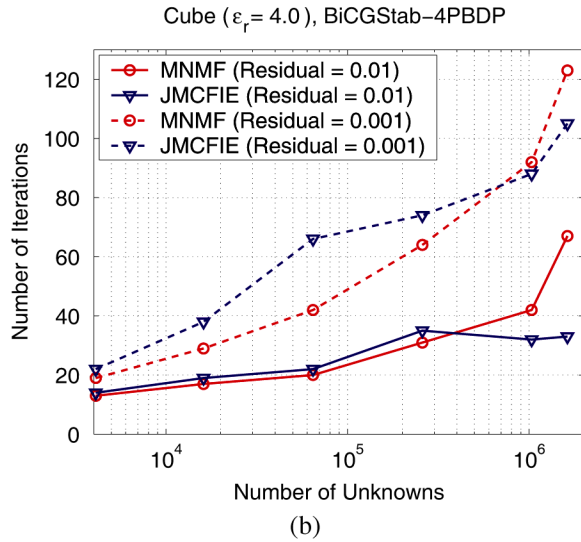 Cube (εr= 4.0 ), BiCGStab-4PBDP
MNMF (Residual = 0.01)
JMCFIE (Residual = 0.01)
MNMF (Residual = 0.001)
JMCFIE (Residual = 0.001)
120
100
80
60
40
20
0
Number of Iterations
10^4
10^5
10^6
Number of Unknowns
(b)